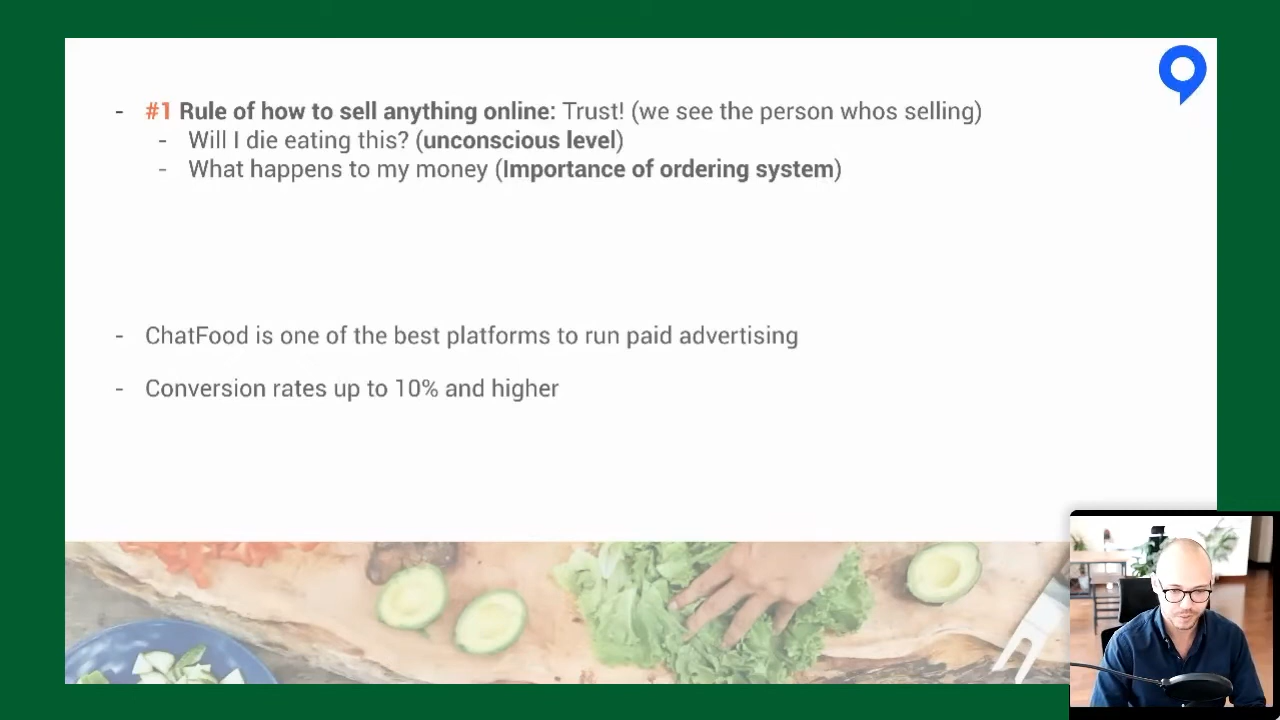 - #1 Rule of how to sell anything online: Trust! (we see the person whos selling)
- Will I die eating this? (unconscious level)
- What happens to my money (Importance of ordering system)
- ChatFood is one of the best platforms to run paid advertising
- Conversion rates up to 10% and higher